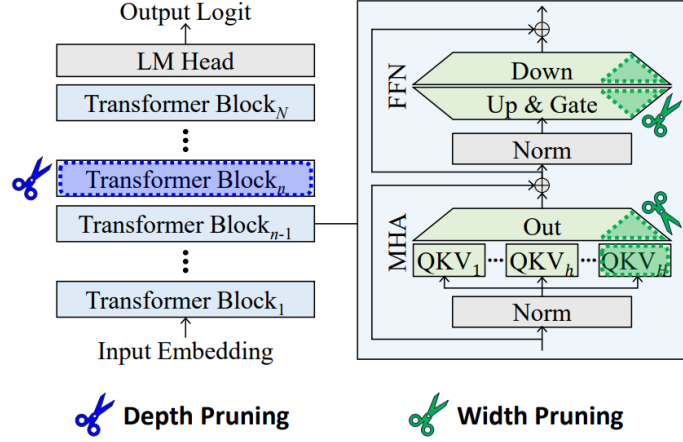 Output Logit
LM Head
Transformer Block_N
Transformer Block_n
Transformer Block_{n-1}
Transformer Block_1
Input Embedding
FFN
Down
Up & Gate
Norm
MHA
Out
QKV_1 ··· QKV_h ··· QKV_H
Norm
Depth Pruning
Width Pruning